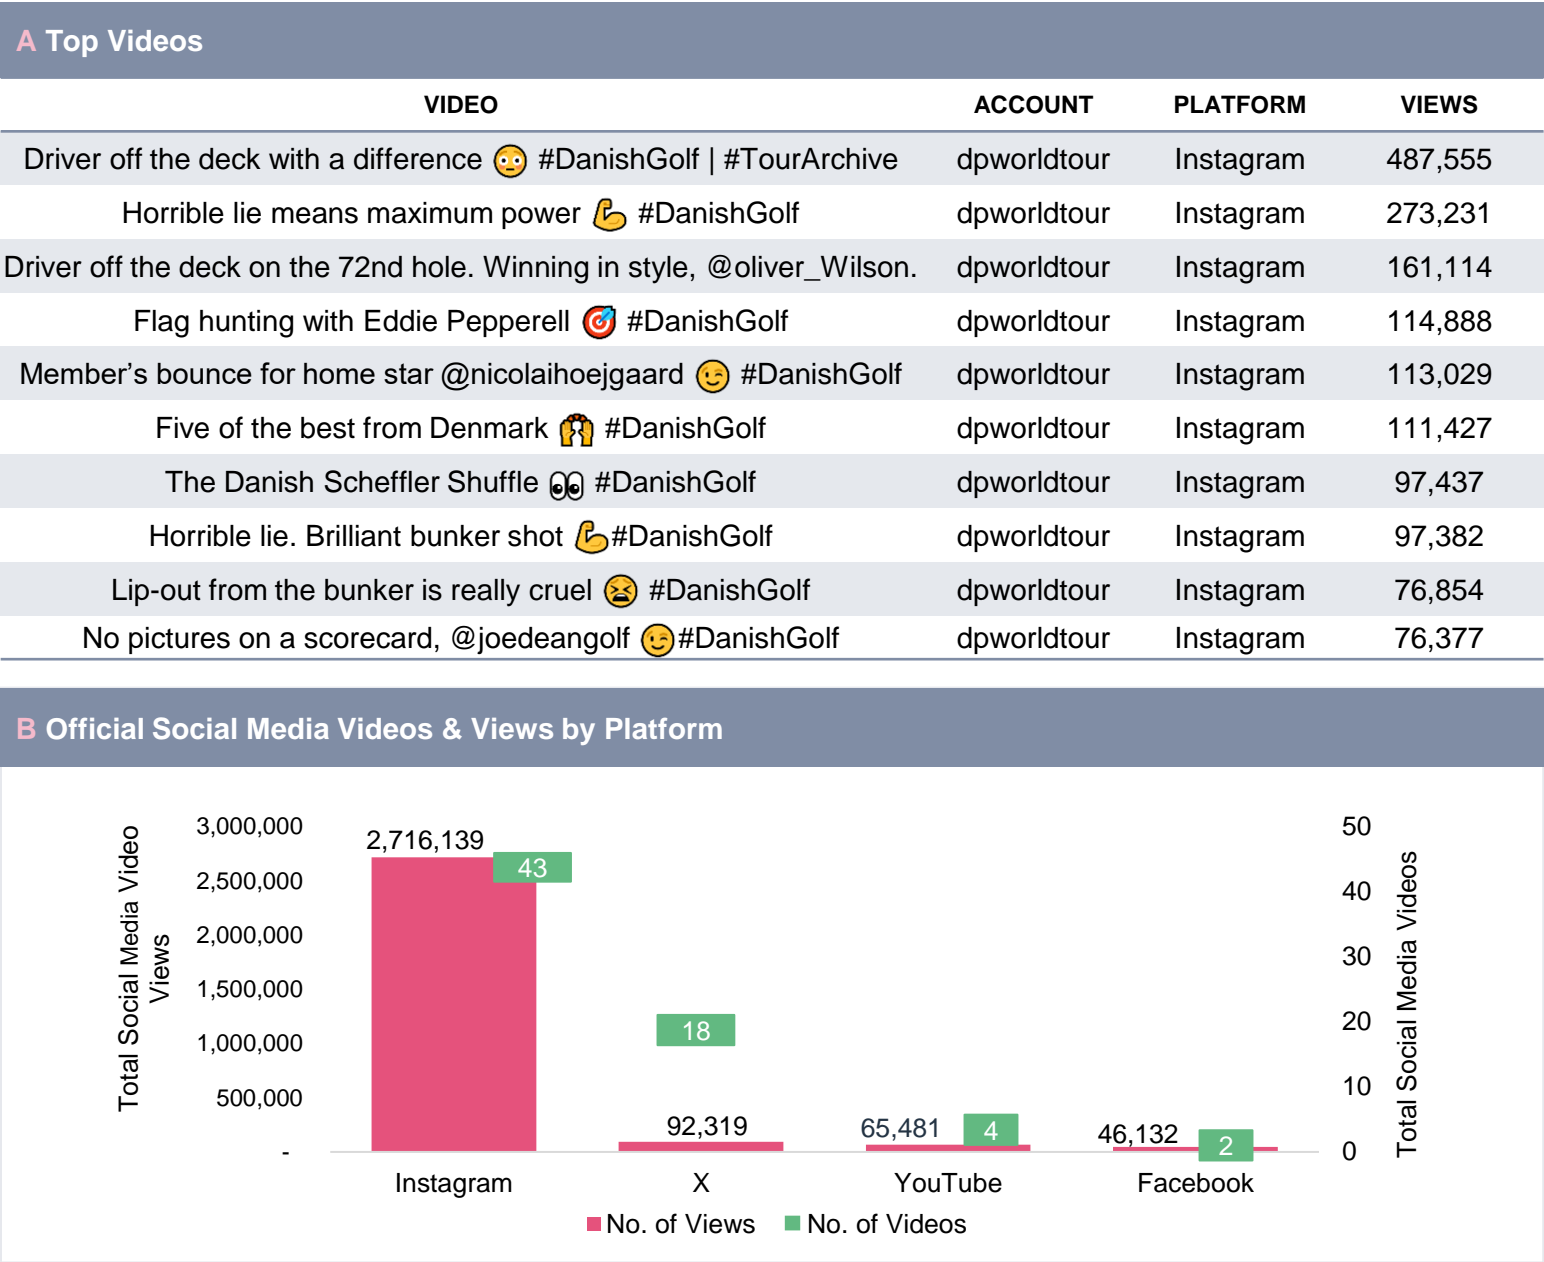 A Top Videos
VIDEO ACCOUNT PLATFORM VIEWS
Driver off the deck with a difference 😳 #DanishGolf | #TourArchive dpworldtour Instagram 487,555
Horrible lie means maximum power 💪 #DanishGolf dpworldtour Instagram 273,231
Driver off the deck on the 72nd hole. Winning in style, @oliver_Wilson. dpworldtour Instagram 161,114
Flag hunting with Eddie Pepperell 🎯 #DanishGolf dpworldtour Instagram 114,888
Member’s bounce for home star @nicolaihoejgaard 😉 #DanishGolf dpworldtour Instagram 113,029
Five of the best from Denmark 🙌 #DanishGolf dpworldtour Instagram 111,427
The Danish Scheffler Shuffle 👀 #DanishGolf dpworldtour Instagram 97,437
Horrible lie. Brilliant bunker shot 💪#DanishGolf dpworldtour Instagram 97,382
Lip-out from the bunker is really cruel 😫 #DanishGolf dpworldtour Instagram 76,854
No pictures on a scorecard, @joedeangolf 😉#DanishGolf dpworldtour Instagram 76,377
B Official Social Media Videos & Views by Platform
Total Social Media Video
Views
3,000,000
2,500,000
2,000,000
1,500,000
1,000,000
500,000
-
2,716,139
43
18
92,319
65,481
4
46,132
2
50
40
30
20
10
0
Total Social Media Videos
Instagram X YouTube Facebook
No. of Views No. of Videos